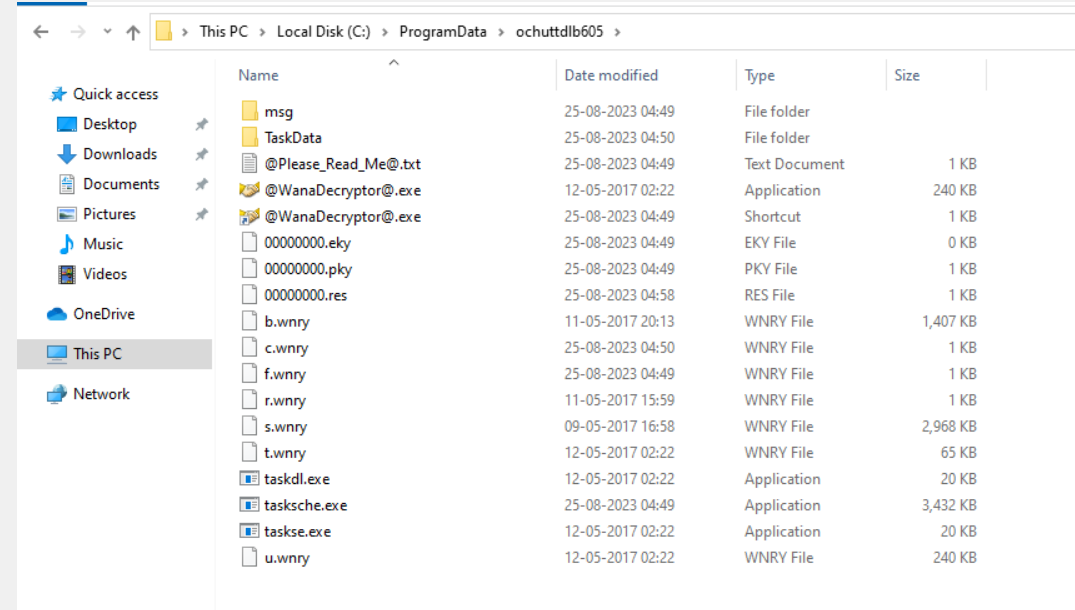 This PC > Local Disk (C:) > ProgramData > ochuttdlb605 >
Name Date modified Type Size
Quick access
Desktop
Downloads
Documents
Pictures
Music
Videos
OneDrive
This PC
Network
msg 25-08-2023 04:49 File folder
TaskData 25-08-2023 04:50 File folder
@Please_Read_Me@.txt 25-08-2023 04:49 Text Document 1 KB
@WanaDecryptor@.exe 12-05-2017 02:22 Application 240 KB
@WanaDecryptor@.exe 25-08-2023 04:49 Shortcut 1 KB
00000000.eky 25-08-2023 04:49 EKY File 0 KB
00000000.pky 25-08-2023 04:49 PKY File 1 KB
00000000.res 25-08-2023 04:58 RES File 1 KB
b.wnry 11-05-2017 20:13 WNRY File 1,407 KB
c.wnry 25-08-2023 04:50 WNRY File 1 KB
f.wnry 25-08-2023 04:49 WNRY File 1 KB
r.wnry 11-05-2017 15:59 WNRY File 1 KB
s.wnry 09-05-2017 16:58 WNRY File 2,968 KB
t.wnry 12-05-2017 02:22 WNRY File 65 KB
taskdl.exe 12-05-2017 02:22 Application 20 KB
tasksche.exe 25-08-2023 04:49 Application 3,432 KB
taskse.exe 12-05-2017 02:22 Application 20 KB
u.wnry 12-05-2017 02:22 WNRY File 240 KB